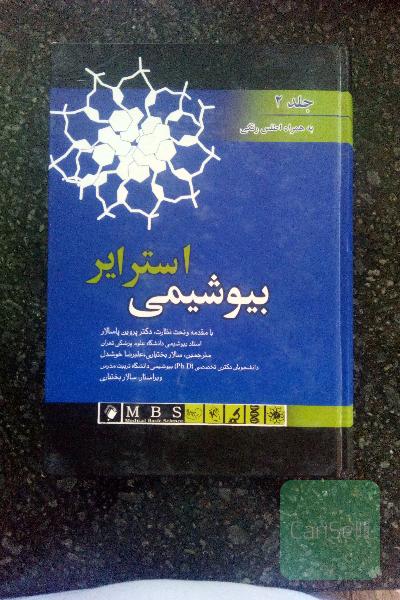 جلد ۲
به همراه اطلس رنگی
استرایر
بیوشیمی
با مقدمه و تحت نظارت، دکتر پروین پاسالار
استاد بیوشیمی دانشگاه علوم پزشکی تهران
مترجمین، سالار بختیاری، علیرضا خوشدل
دانشجویان دکتری تخصصی (Ph.D) بیوشیمی دانشگاه تربیت مدرس
ویراستار، سالار بختیاری
MBS
Medical Basic Science
CanSell